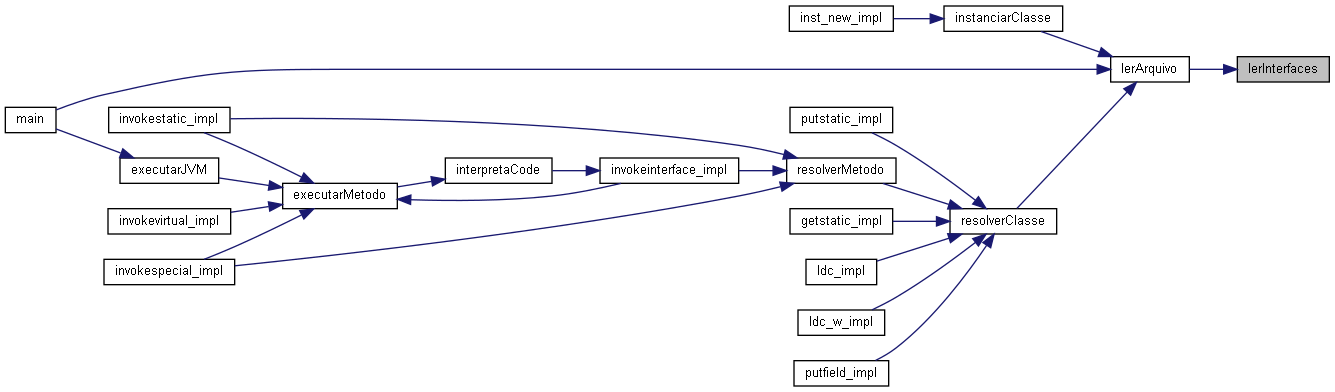 inst_new_impl
instanciarClasse
lerArquivo
lerInterfaces
main
invokestatic_impl
putstatic_impl
executarJVM
interpretaCode
invokeinterface_impl
resolverMetodo
executarMetodo
invokevirtual_impl
getstatic_impl
resolverClasse
invokespecial_impl
ldc_impl
ldc_w_impl
putfield_impl